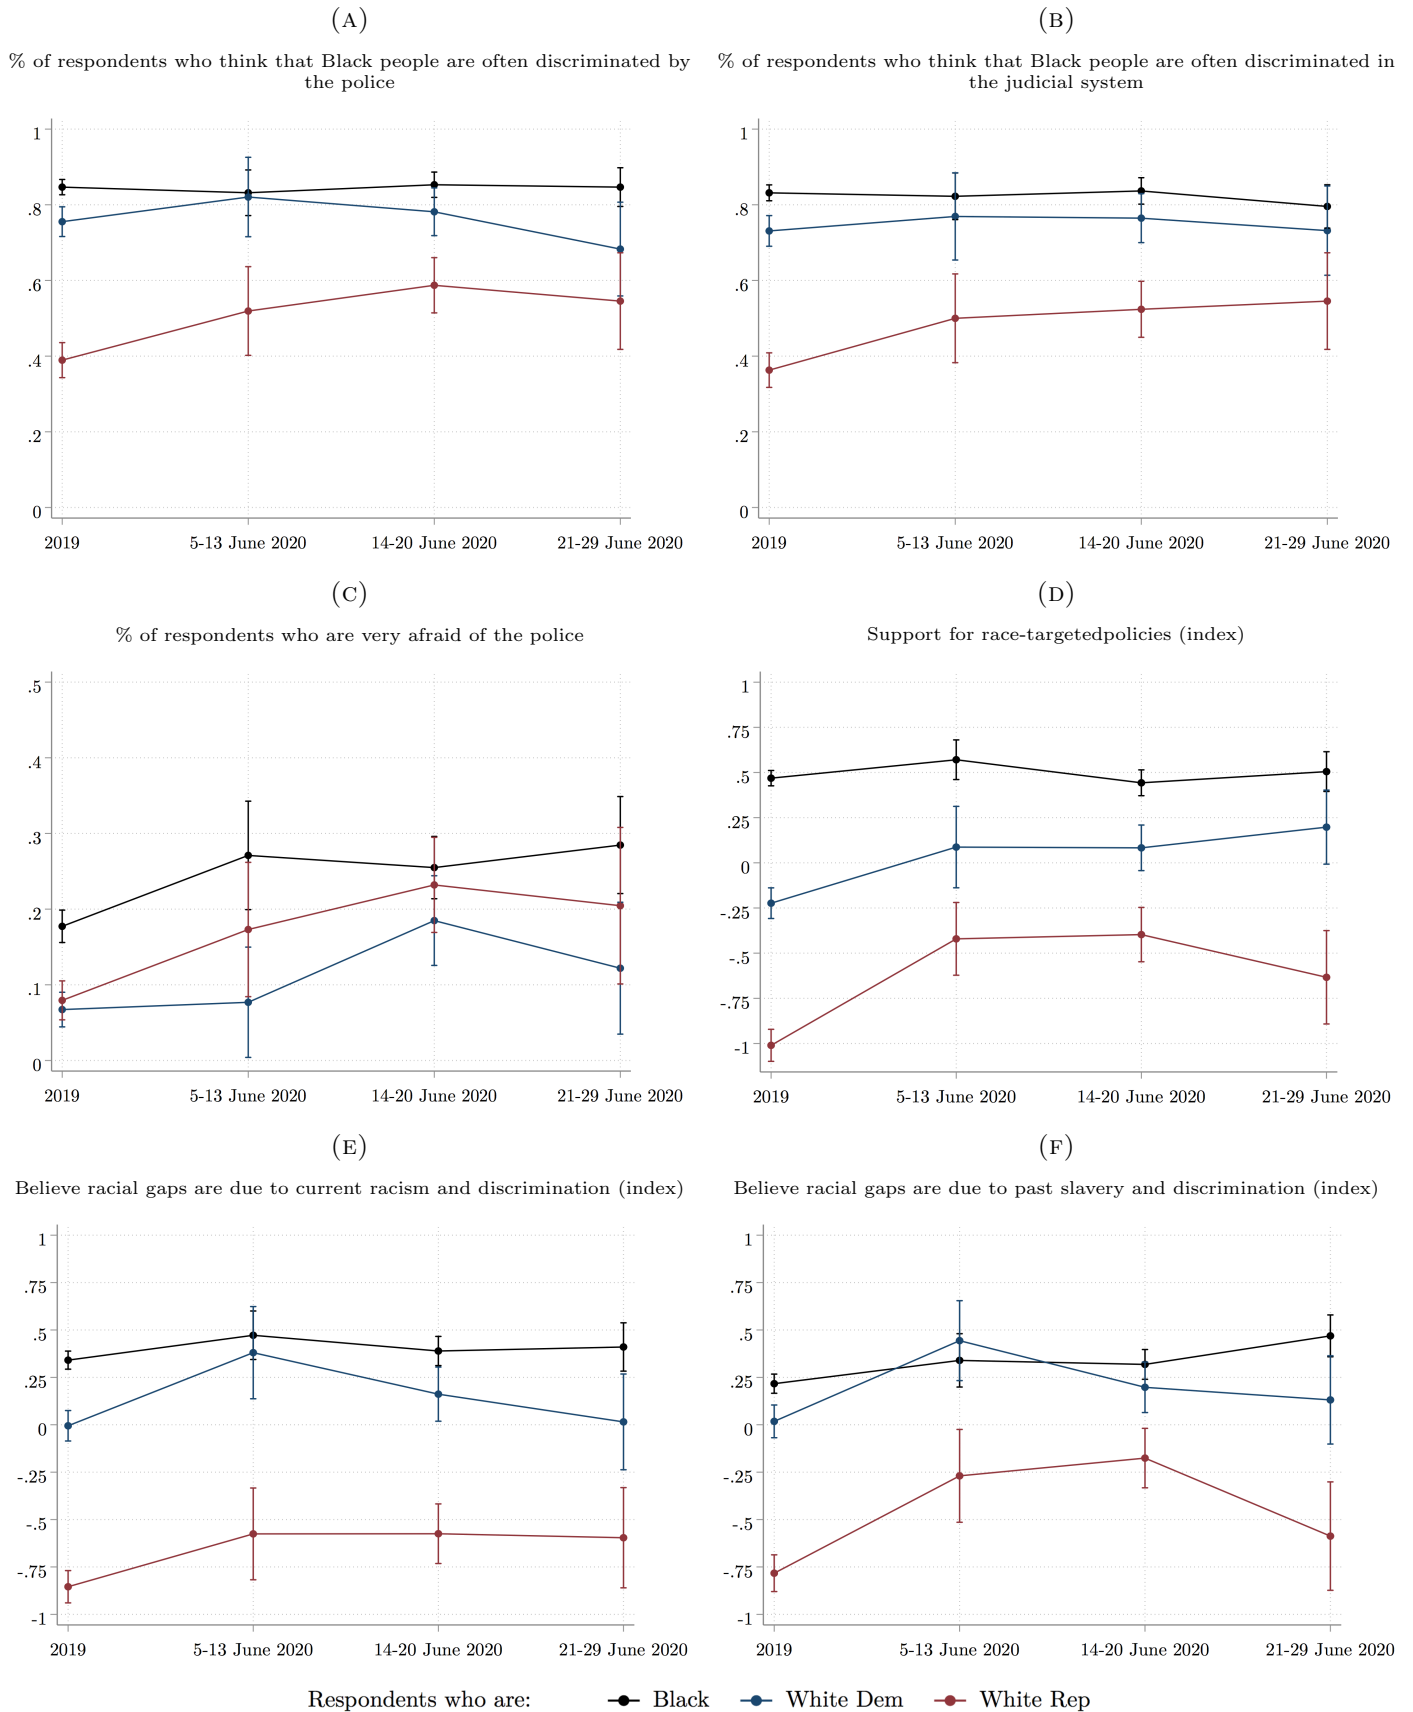 (A)
% of respondents who think that Black people are often discriminated by
the police
1
.8
.6
.4
.2
0
2019
5-13 June 2020
14-20 June 2020
21-29 June 2020
(B)
% of respondents who think that Black people are often discriminated in
the judicial system
1
.8
.6
.4
.2
0
2019
5-13 June 2020
14-20 June 2020
21-29 June 2020
(C)
% of respondents who are very afraid of the police
.5
.4
.3
.2
.1
0
2019
5-13 June 2020
14-20 June 2020
21-29 June 2020
(D)
Support for race-targetedpolicies (index)
1
.75
.5
.25
0
-.25
-.5
-.75
-1
2019
5-13 June 2020
14-20 June 2020
21-29 June 2020
(E)
Believe racial gaps are due to current racism and discrimination (index)
1
.75
.5
.25
0
-.25
-.5
-.75
-1
2019
5-13 June 2020
14-20 June 2020
21-29 June 2020
(F)
Believe racial gaps are due to past slavery and discrimination (index)
1
.75
.5
.25
0
-.25
-.5
-.75
-1
2019
5-13 June 2020
14-20 June 2020
21-29 June 2020
Respondents who are: Black White Dem White Rep